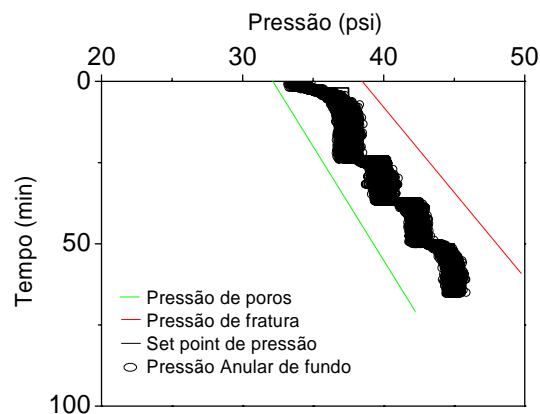 Pressão (psi)
20 30 40 50
0
50
100
Tempo (min)
Pressão de poros
Pressão de fratura
Set point de pressão
Pressão Anular de fundo